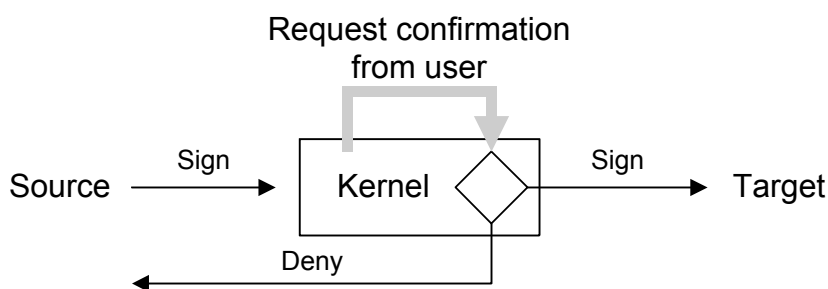 Request confirmation
from user
Sign
Sign
Source
Kernel
Target
Deny